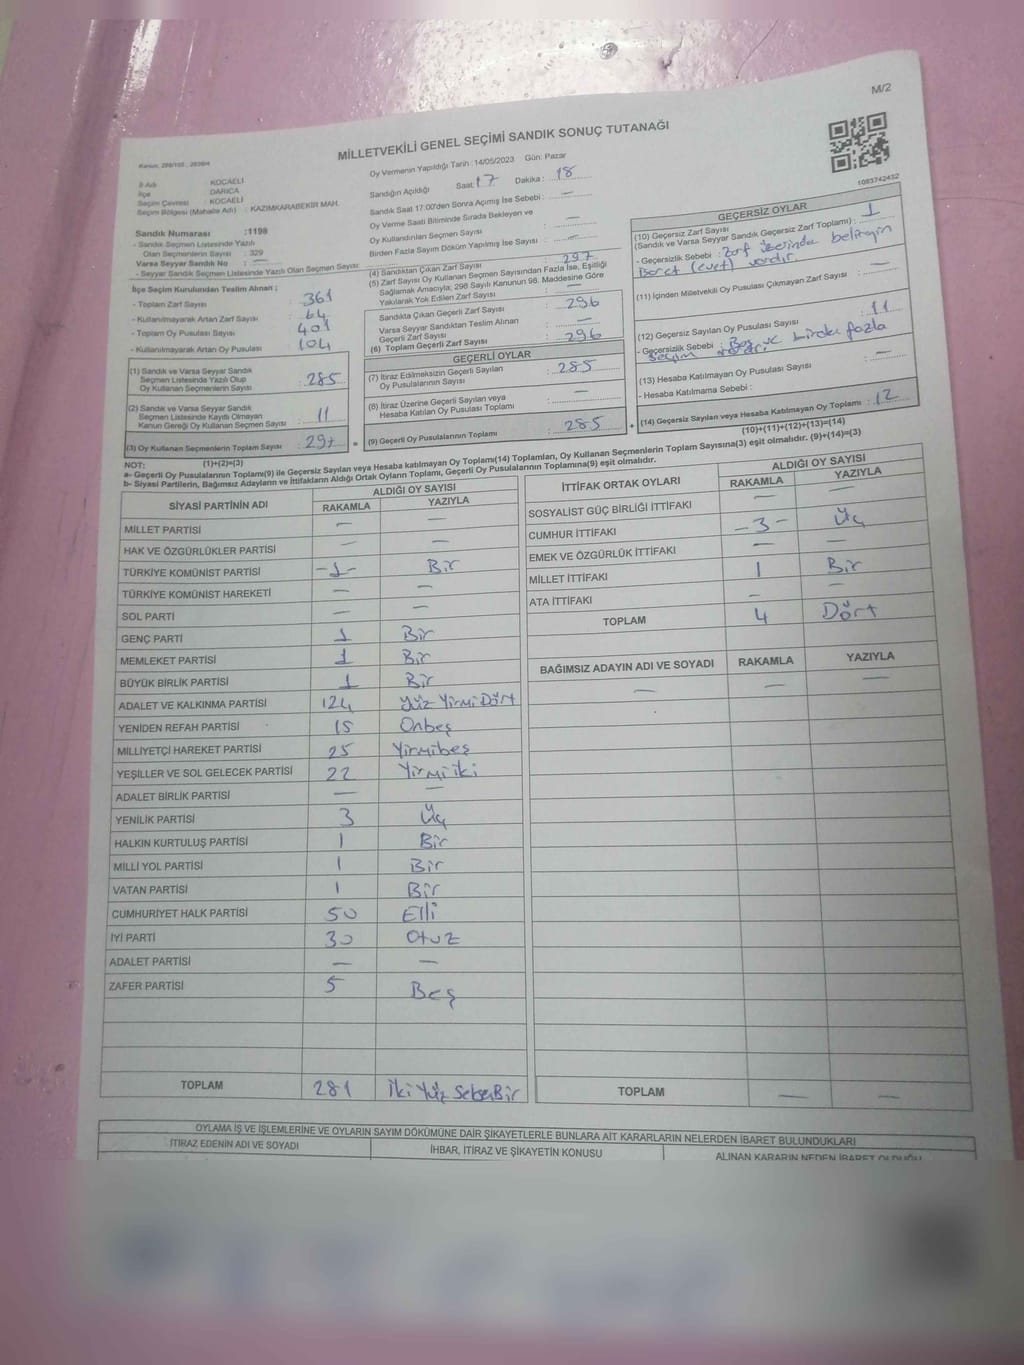 M/2
MİLLETVEKİLİ GENEL SEÇİMİ SANDIK SONUÇ TUTANAĞI
1083742432
İl Adı : KOCAELİ
İlçe : DARICA
Seçim Çevresi : KOCAELİ
Seçim Bölgesi (Mahalle Adı) : KAZIMKARABEKİR MAH.
Sandık Numarası :1198
- Sandık Seçmen Listesinde Yazılı
Olan Seçmenlerin Sayısı : 329
Varsa Seyyar Sandık No : —
- Seyyar Sandık Seçmen Listesinde Yazılı Olan Seçmen Sayısı:
İlçe Seçim Kurulundan Teslim Alınan ;
- Toplam Zarf Sayısı : 361
- Kullanılmayarak Artan Zarf Sayısı : 64
- Toplam Oy Pusulası Sayısı : 401
- Kullanılmayarak Artan Oy Pusulası : 104
(1) Sandık ve Varsa Seyyar Sandık
Seçmen Listesinde Yazılı Olup
Oy Kullanan Seçmenlerin Sayısı : 285
(2) Sandık ve Varsa Seyyar Sandık
Seçmen Listesinde Kaydı Olmayan
Kanun Gereği Oy Kullanan Seçmen Sayısı : 11
(3) Oy Kullanan Seçmenlerin Toplam Sayısı : 297 =
Oy Vermenin Yapıldığı Tarih :14/05/2023 Gün: Pazar
Sandığın Açıldığı Saat : 17 Dakika : 18
Sandık Saat 17:00'den Sonra Açılmış İse Sebebi : —
Oy Verme Saati Bitiminde Sırada Bekleyen ve
Oy Kullandırılan Seçmen Sayısı : —
Birden Fazla Sayım Döküm Yapılmış İse Sayısı : —
(4) Sandıktan Çıkan Zarf Sayısı : 297
(5) Zarf Sayısı Oy Kullanan Seçmen Sayısından Fazla İse, Eşitliği
Sağlamak Amacıyla; 298 Sayılı Kanunun 98. Maddesine Göre
Yakılarak Yok Edilen Zarf Sayısı : —
Sandıkta Çıkan Geçerli Zarf Sayısı : 296
Varsa Seyyar Sandıktan Teslim Alınan
Geçerli Zarf Sayısı : —
(6) Toplam Geçerli Zarf Sayısı : 296
GEÇERLİ OYLAR
(7) İtiraz Edilmeksizin Geçerli Sayılan
Oy Pusulalarının Sayısı : 285
(8) İtiraz Üzerine Geçerli Sayılan veya
Hesaba Katılan Oy Pusulası Toplamı : —
(9) Geçerli Oy Pusulalarının Toplamı : 285 +
GEÇERSİZ OYLAR
(10) Geçersiz Zarf Sayısı
(Sandık ve Varsa Seyyar Sandık Geçersiz Zarf Toplamı) : 1
- Geçersizlik Sebebi : Zarf üzerinde belirgin
işaret (evet) vardır.
(11) İçinden Milletvekili Oy Pusulası Çıkmayan Zarf Sayısı : —
(12) Geçersiz Sayılan Oy Pusulası Sayısı : 11
- Geçersizlik Sebebi : Boş ve birden fazla
seçim
(13) Hesaba Katılmayan Oy Pusulası Sayısı : —
- Hesaba Katılmama Sebebi :
(14) Geçersiz Sayılan veya Hesaba Katılmayan Oy Toplamı : 12
(10)+(11)+(12)+(13)=(14)
NOT: (1)+(2)=(3)
a- Geçerli Oy Pusulalarının Toplamı(9) ile Geçersiz Sayılan veya Hesaba katılmayan Oy Toplamı(14) Toplamları, Oy Kullanan Seçmenlerin Toplam Sayısına(3) eşit olmalıdır. (9)+(14)=(3)
b- Siyasi Partilerin, Bağımsız Adayların ve İttifakların Aldığı Oyların Toplamı, Geçerli Oy Pusulalarının Toplamına(9) eşit olmalıdır.
SİYASİ PARTİNİN ADI ALDIĞI OY SAYISI
RAKAMLA YAZIYLA
MİLLET PARTİSİ — —
HAK VE ÖZGÜRLÜKLER PARTİSİ — —
TÜRKİYE KOMÜNİST PARTİSİ -1- Bir
TÜRKİYE KOMÜNİST HAREKETİ — —
SOL PARTİ — —
GENÇ PARTİ 1 Bir
MEMLEKET PARTİSİ 1 Bir
BÜYÜK BİRLİK PARTİSİ 1 Bir
ADALET VE KALKINMA PARTİSİ 124 Yüz Yirmi Dört
YENİDEN REFAH PARTİSİ 15 Onbeş
MİLLİYETÇİ HAREKET PARTİSİ 25 Yirmibeş
YEŞİLLER VE SOL GELECEK PARTİSİ 22 Yirmi iki
ADALET BİRLİK PARTİSİ — —
YENİLİK PARTİSİ 3 Üç
HALKIN KURTULUŞ PARTİSİ 1 Bir
MİLLİ YOL PARTİSİ 1 Bir
VATAN PARTİSİ 1 Bir
CUMHURİYET HALK PARTİSİ 50 Elli
İYİ PARTİ 30 Otuz
ADALET PARTİSİ — —
ZAFER PARTİSİ 5 Beş
TOPLAM 281 İki Yüz SeksenBir
İTTİFAK ORTAK OYLARI ALDIĞI OY SAYISI
RAKAMLA YAZIYLA
SOSYALİST GÜÇ BİRLİĞİ İTTİFAKI — —
CUMHUR İTTİFAKI -3- Üç
EMEK VE ÖZGÜRLÜK İTTİFAKI — —
MİLLET İTTİFAKI 1 Bir
ATA İTTİFAKI — —
TOPLAM 4 Dört
BAĞIMSIZ ADAYIN ADI VE SOYADI RAKAMLA YAZIYLA
— — —
TOPLAM — —
OYLAMA İŞ VE İŞLEMLERİNE VE OYLARIN SAYIM DÖKÜMÜNE DAİR ŞİKAYETLERLE BUNLARA AİT KARARLARIN NELERDEN İBARET BULUNDUKLARI
İTİRAZ EDENİN ADI VE SOYADI İHBAR, İTİRAZ VE ŞİKAYETİN KONUSU ALINAN KARARIN NEDEN İBARET OLDUĞU